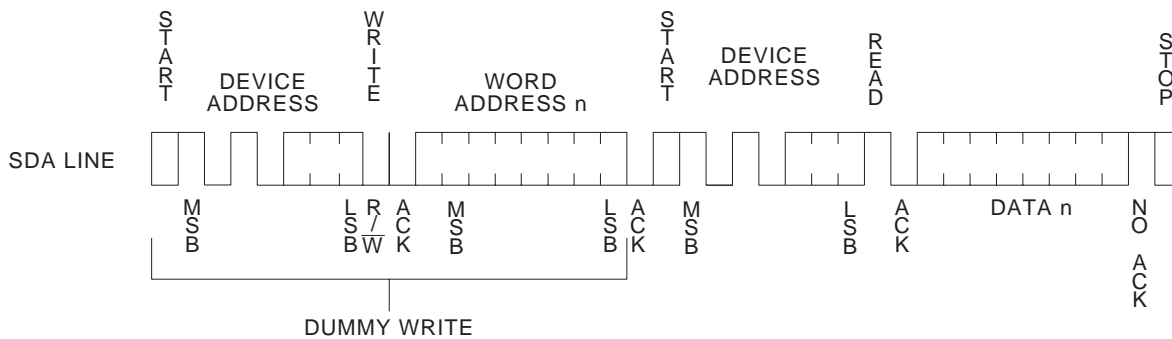 START
WRITE
START
READ
STOP
DEVICE
ADDRESS
WORD
ADDRESS n
DEVICE
ADDRESS
SDA LINE
MSB
LSB
R/W
ACK
MSB
LSB
ACK
MSB
LSB
ACK
DATA n
NO ACK
DUMMY WRITE